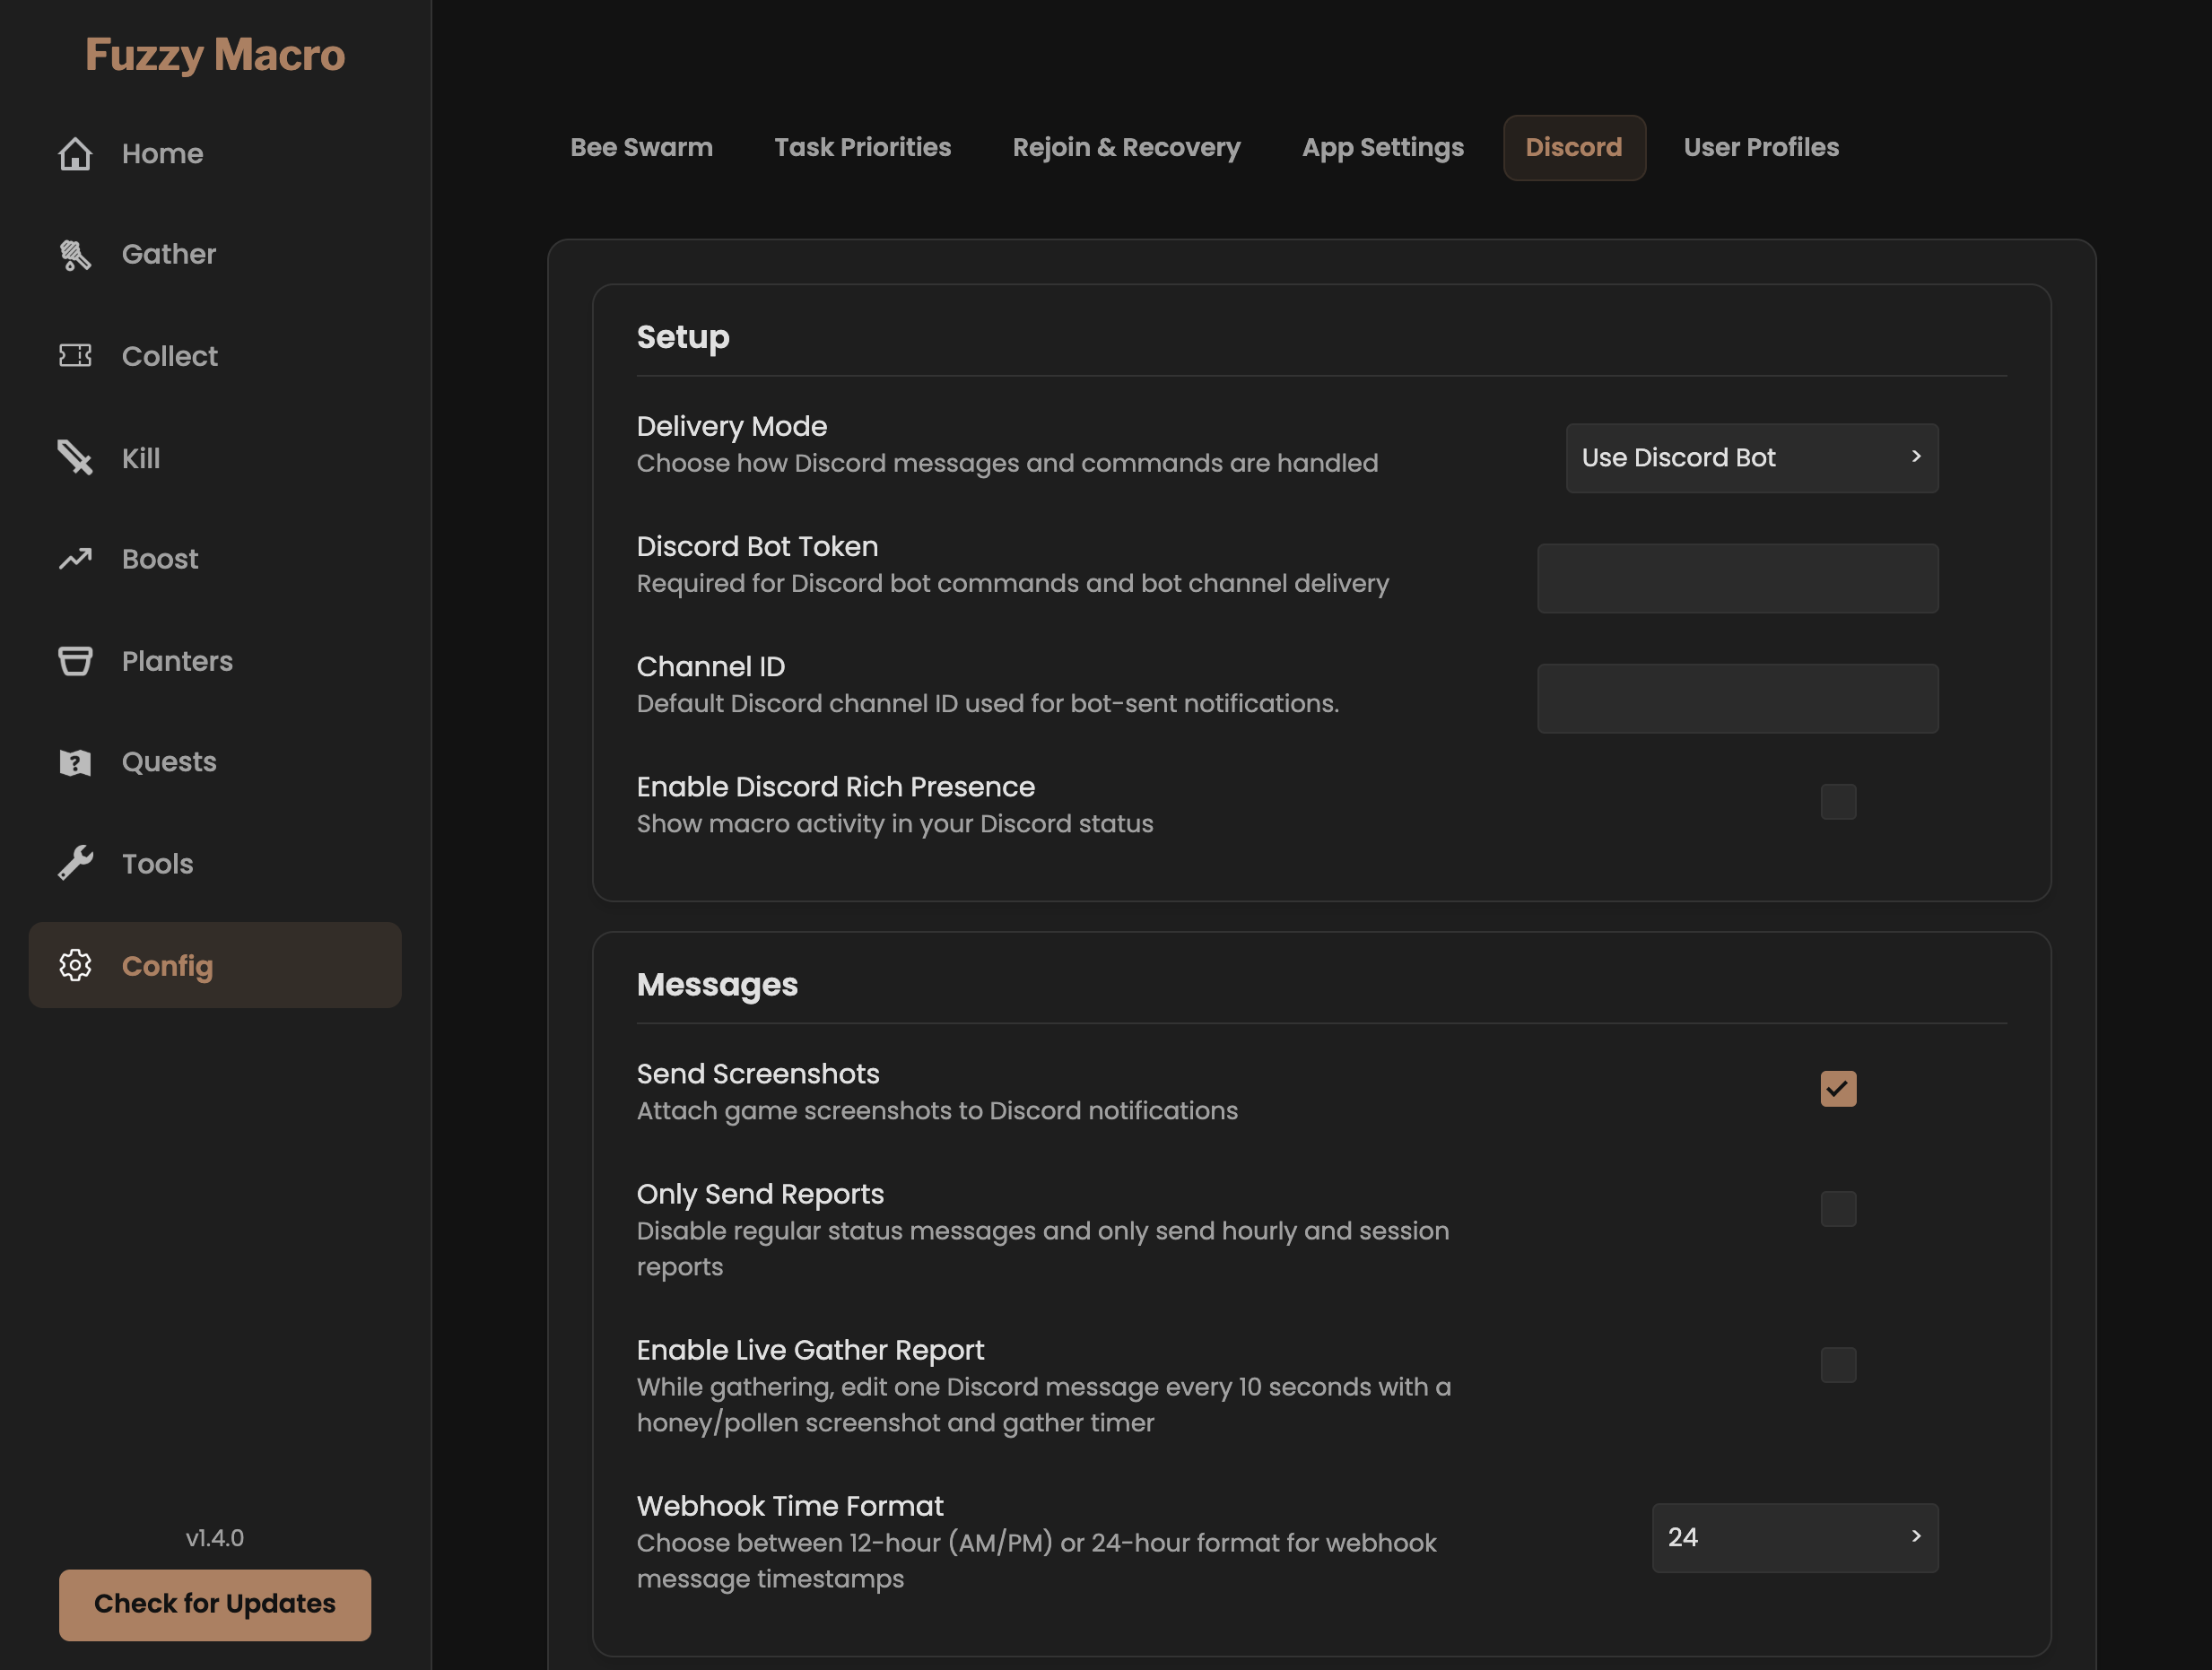 Fuzzy Macro
Home
Gather
Collect
Kill
Boost
Planters
Quests
Tools
Config
v1.4.0
Check for Updates
Bee Swarm
Task Priorities
Rejoin & Recovery
App Settings
Discord
User Profiles
Setup
Delivery Mode
Choose how Discord messages and commands are handled
Use Discord Bot
Discord Bot Token
Required for Discord bot commands and bot channel delivery
Channel ID
Default Discord channel ID used for bot-sent notifications.
Enable Discord Rich Presence
Show macro activity in your Discord status
Messages
Send Screenshots
Attach game screenshots to Discord notifications
Only Send Reports
Disable regular status messages and only send hourly and session
reports
Enable Live Gather Report
While gathering, edit one Discord message every 10 seconds with a
honey/pollen screenshot and gather timer
Webhook Time Format
Choose between 12-hour (AM/PM) or 24-hour format for webhook
message timestamps
24